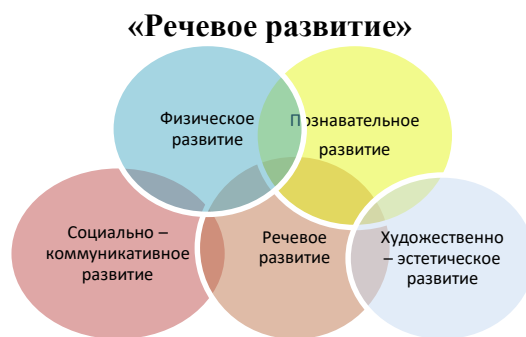 «Речевое развитие»
Физическое
развитие
Познавательное
развитие
Социально –
коммуникативное
развитие
Речевое
развитие
Художественно
– эстетическое
развитие